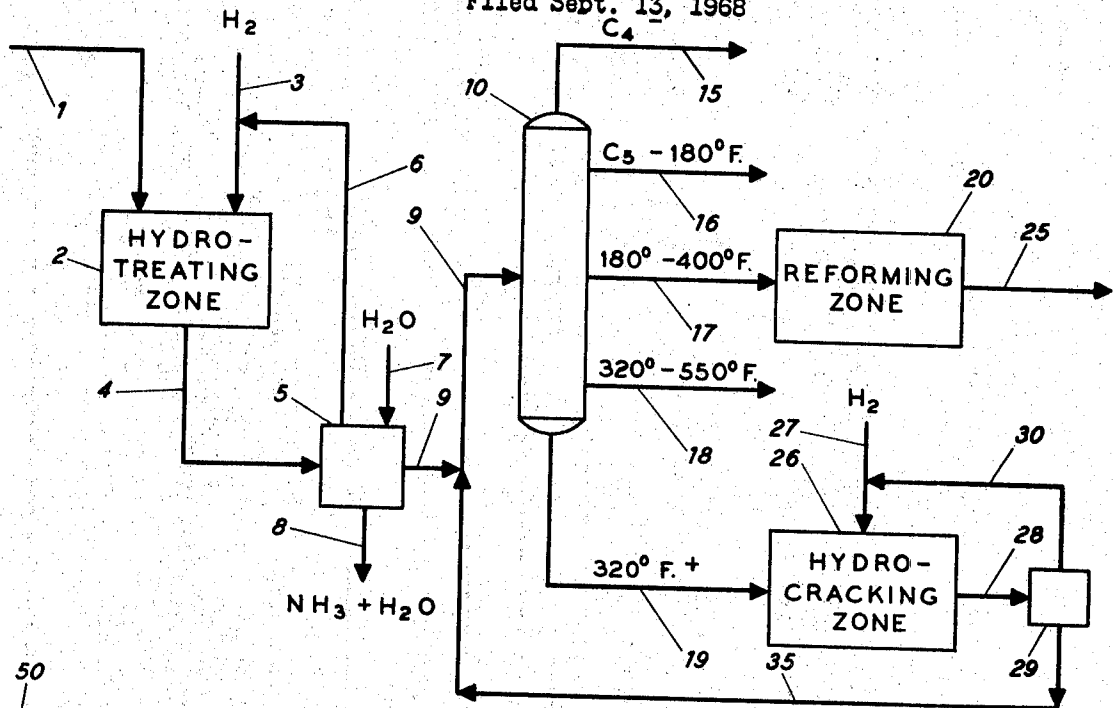 Filed Sept. 13, 1968
H2
C4
1
3
15
10
C5 - 180° F.
6
16
9
20
25
HYDRO-
TREATING
ZONE
2
180° - 400° F.
REFORMING
ZONE
17
H2O
7
4
5
320° - 550° F.
H2
18
27
30
9
26
28
8
320° F. +
HYDRO-
CRACKING
ZONE
NH3 + H2O
19
35
29
50